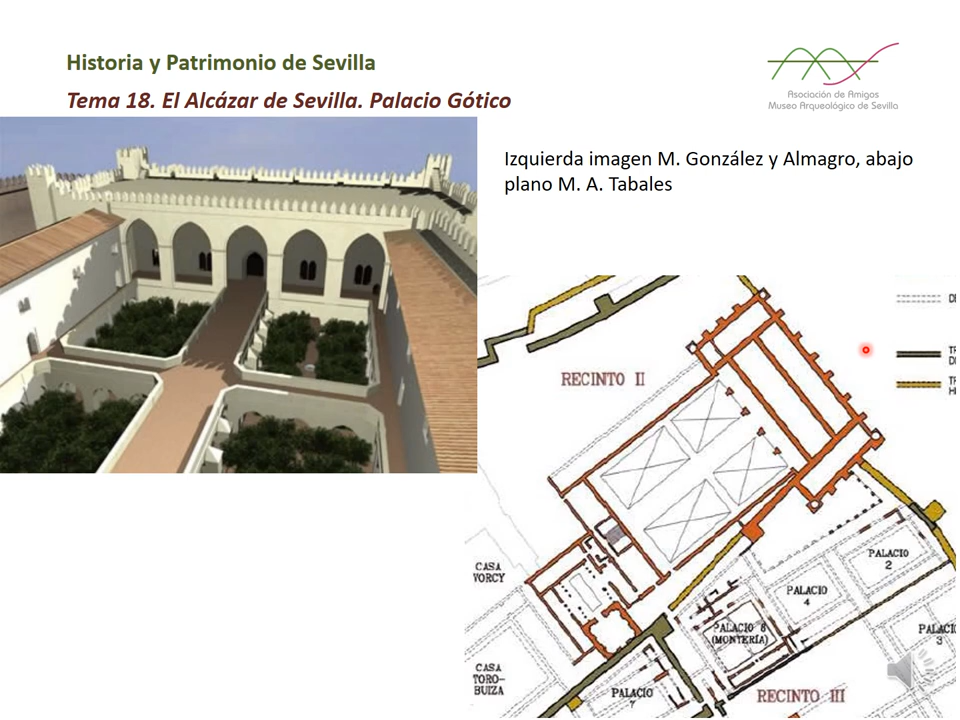 Historia y Patrimonio de Sevilla
Tema 18. El Alcázar de Sevilla. Palacio Gótico
Asociación de Amigos
Museo Arqueológico de Sevilla
Izquierda imagen M. González y Almagro, abajo
plano M. A. Tabales
RECINTO II
CASA
VORCY
PALACIO
2
PALACIO
4
PALACIO 6
(MONTERÍA)
CASA
TORO-
BUIZA
PALACIO
7
RECINTO III